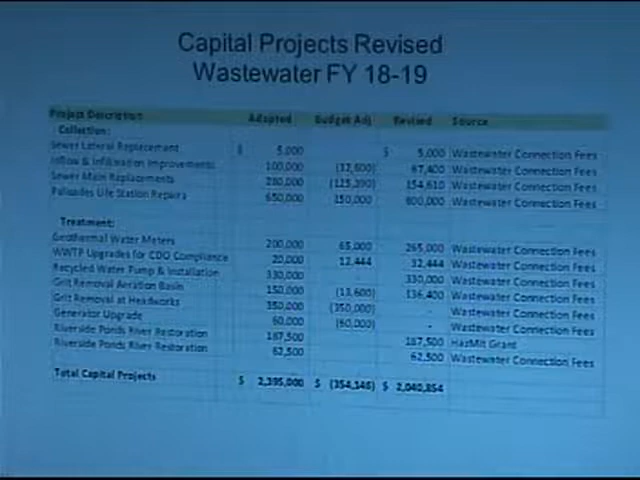 Capital Projects Revised
Wastewater FY 18-19
Project Description Adopted Budget Adj Revised Source
Collection:
Sewer Lateral Replacement $ 5,000 $ 5,000 Wastewater Connection Fees
Inflow & Infiltration Improvements 100,000 (32,600) 67,400 Wastewater Connection Fees
Sewer Main Replacements 280,000 (125,390) 154,610 Wastewater Connection Fees
Palisades Life Station Repairs 650,000 150,000 800,000 Wastewater Connection Fees
Treatment:
Geothermal Water Meters 200,000 65,000 265,000 Wastewater Connection Fees
WWTP Upgrades for CDO Compliance 20,000 12,444 32,444 Wastewater Connection Fees
Recycled Water Pump & Installation 330,000 - 330,000 Wastewater Connection Fees
Grit Removal Aeration Basin 150,000 (13,600) 136,400 Wastewater Connection Fees
Grit Removal at Headworks 350,000 (350,000) - Wastewater Connection Fees
Generator Upgrade 60,000 (60,000) - Wastewater Connection Fees
Riverside Ponds River Restoration 187,500 187,500 HazMit Grant
Riverside Ponds River Restoration 62,500 62,500 Wastewater Connection Fees
Total Capital Projects $ 2,395,000 $ (354,146) $ 2,040,854